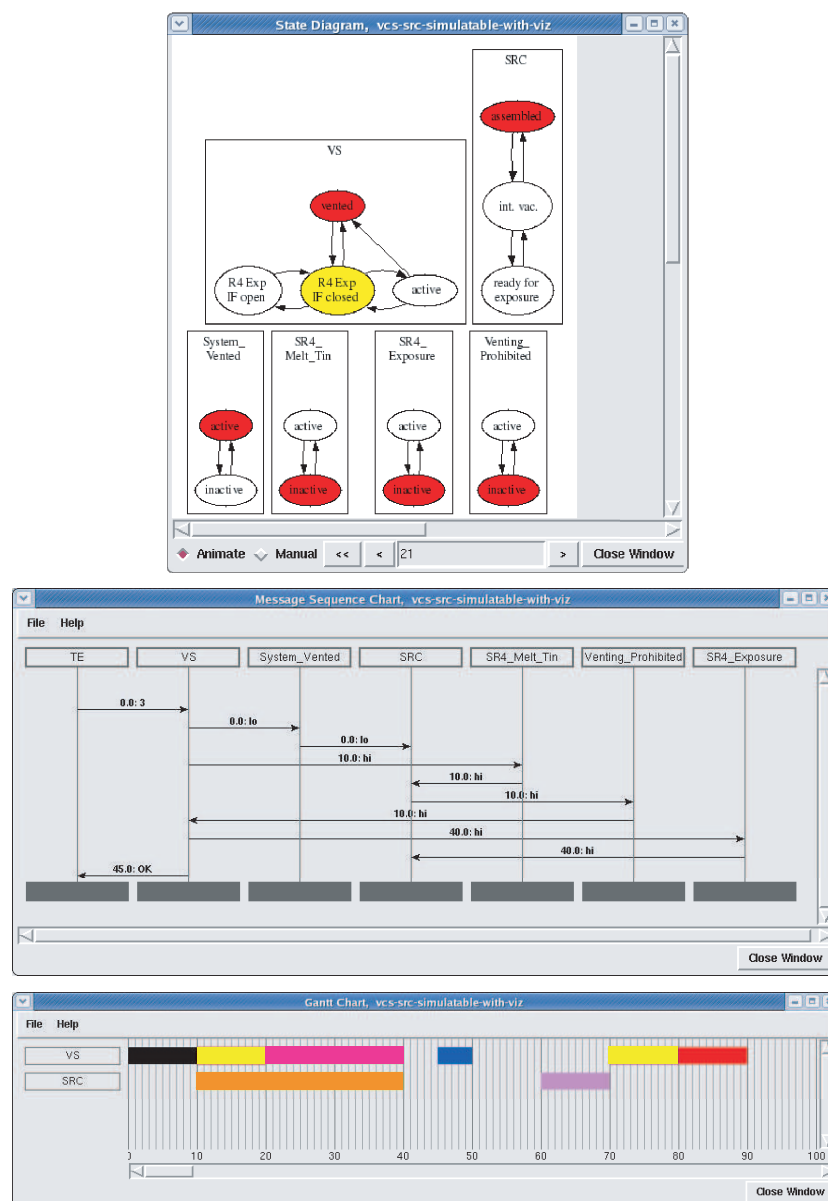 State Diagram, vcs-src-simulatable-with-viz
SRC
assembled
int. vac.
ready for
exposure
VS
vented
R4 Exp
IF open
R4 Exp
IF closed
active
System_
Vented
active
inactive
SR4_
Melt_Tin
active
inactive
SR4_
Exposure
active
inactive
Venting_
Prohibited
active
inactive
Animate Manual << < 21 > Close Window
Message Sequence Chart, vcs-src-simulatable-with-viz
File Help
TE VS System_Vented SRC SR4_Melt_Tin Venting_Prohibited SR4_Exposure
0.0: 3
0.0: lo
0.0: lo
10.0: hi
10.0: hi
10.0: hi
10.0: hi
40.0: hi
40.0: hi
45.0: OK
Close Window
Gantt Chart, vcs-src-simulatable-with-viz
File Help
VS
SRC
10 20 30 40 50 60 70 80 90 100
Close Window